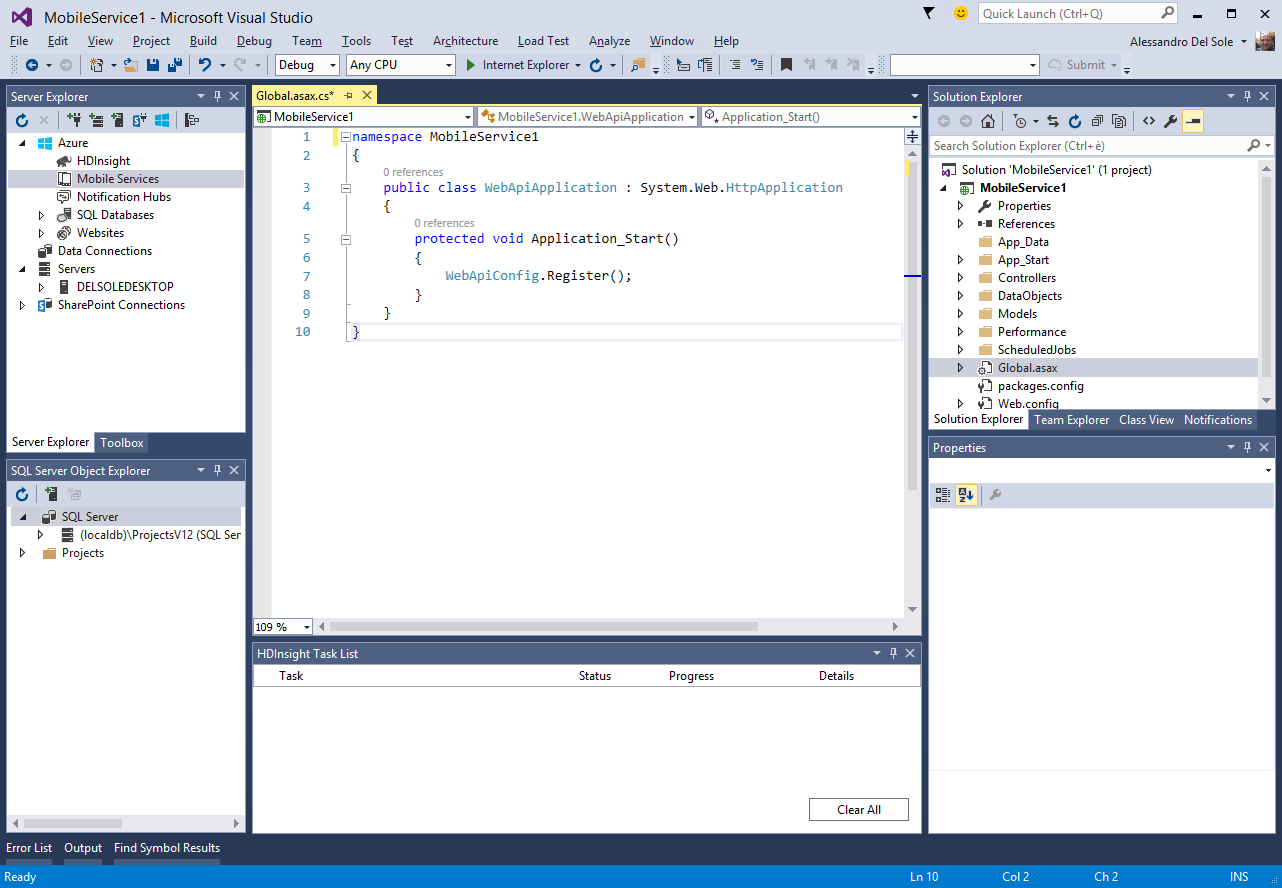 MobileService1 - Microsoft Visual Studio
Quick Launch (Ctrl+Q)
File Edit View Project Build Debug Team Tools Test Architecture Load Test Analyze Window Help
Alessandro Del Sole
Debug Any CPU Internet Explorer Submit
Server Explorer
Azure
HDInsight
Mobile Services
Notification Hubs
SQL Databases
Websites
Data Connections
Servers
DELSOLEDESKTOP
SharePoint Connections
Server Explorer Toolbox
SQL Server Object Explorer
SQL Server
(localdb)\ProjectsV12 (SQL Ser
Projects
Global.asax.cs*
MobileService1 MobileService1.WebApiApplication Application_Start()
1 namespace MobileService1
2 {
0 references
3 public class WebApiApplication : System.Web.HttpApplication
4 {
0 references
5 protected void Application_Start()
6 {
7 WebApiConfig.Register();
8 }
9 }
10 }
109 %
HDInsight Task List
Task Status Progress Details
Clear All
Solution Explorer
Search Solution Explorer (Ctrl+è)
Solution 'MobileService1' (1 project)
MobileService1
Properties
References
App_Data
App_Start
Controllers
DataObjects
Models
Performance
ScheduledJobs
Global.asax
packages.config
Web.config
Solution Explorer Team Explorer Class View Notifications
Properties
Error List Output Find Symbol Results
Ready Ln 10 Col 2 Ch 2 INS